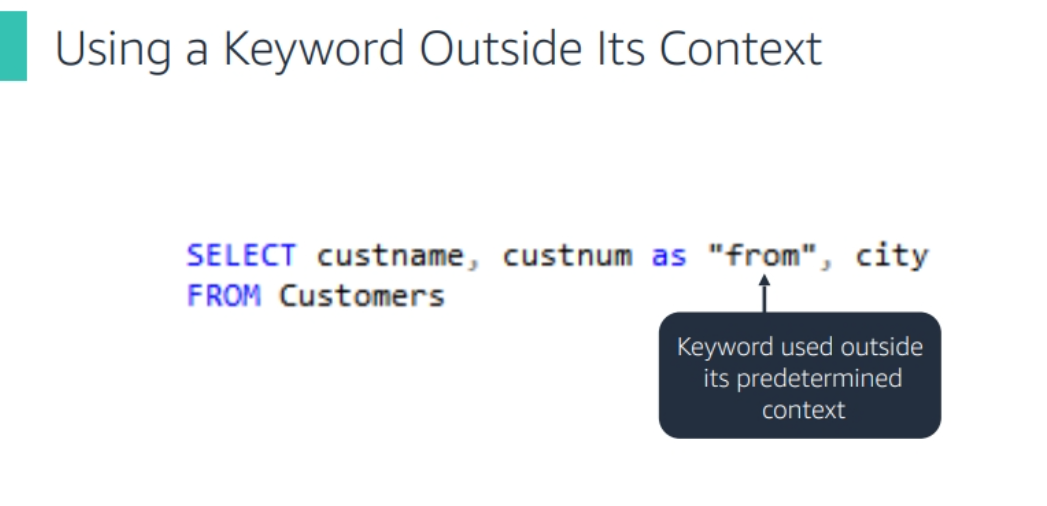 Using a Keyword Outside Its Context
SELECT custname, custnum as "from", city
FROM Customers
Keyword used outside
its predetermined
context